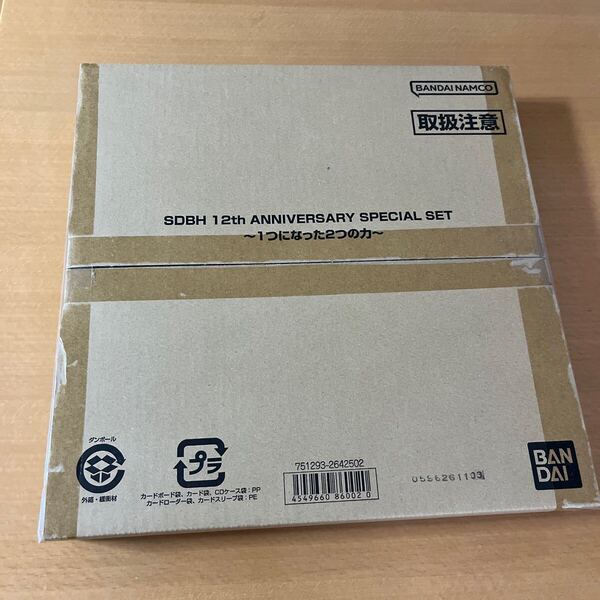 BANDAI NAMCO
取扱注意
SDBH 12th ANNIVERSARY SPECIAL SET
～1つになった2つの力～
ダンボール
外箱・緩衝材
プラ
カードボード袋、カード袋、CDケース袋：PP
カードローダー袋、カードスリーブ袋：PE
751293-2642502
4549660 86002 0
BAN
DAI